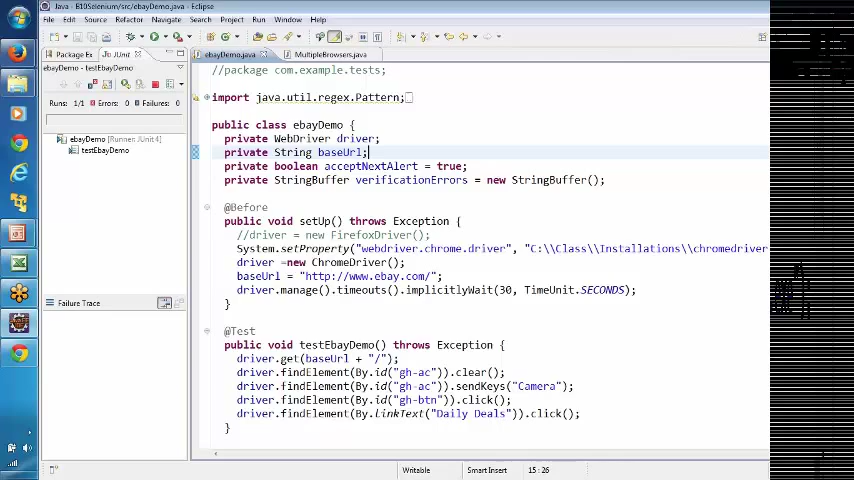 Java - B10Selenium/src/ebayDemo.java - Eclipse
File Edit Source Refactor Navigate Search Project Run Window Help
Package Ex JUnit
ebayDemo.java MultipleBrowsers.java
ebayDemo - testEbayDemo
Runs: 1/1 Errors: 0 Failures: 0
ebayDemo [Runner: JUnit 4]
testEbayDemo
Failure Trace
//package com.example.tests;
import java.util.regex.Pattern;
public class ebayDemo {
private WebDriver driver;
private String baseUrl;
private boolean acceptNextAlert = true;
private StringBuffer verificationErrors = new StringBuffer();
@Before
public void setUp() throws Exception {
//driver = new FirefoxDriver();
System.setProperty("webdriver.chrome.driver", "C:\\Class\\Installations\\chromedriver
driver =new ChromeDriver();
baseUrl = "http://www.ebay.com/";
driver.manage().timeouts().implicitlyWait(30, TimeUnit.SECONDS);
}
@Test
public void testEbayDemo() throws Exception {
driver.get(baseUrl + "/");
driver.findElement(By.id("gh-ac")).clear();
driver.findElement(By.id("gh-ac")).sendKeys("Camera");
driver.findElement(By.id("gh-btn")).click();
driver.findElement(By.linkText("Daily Deals")).click();
}
Writable Smart Insert 15 : 26